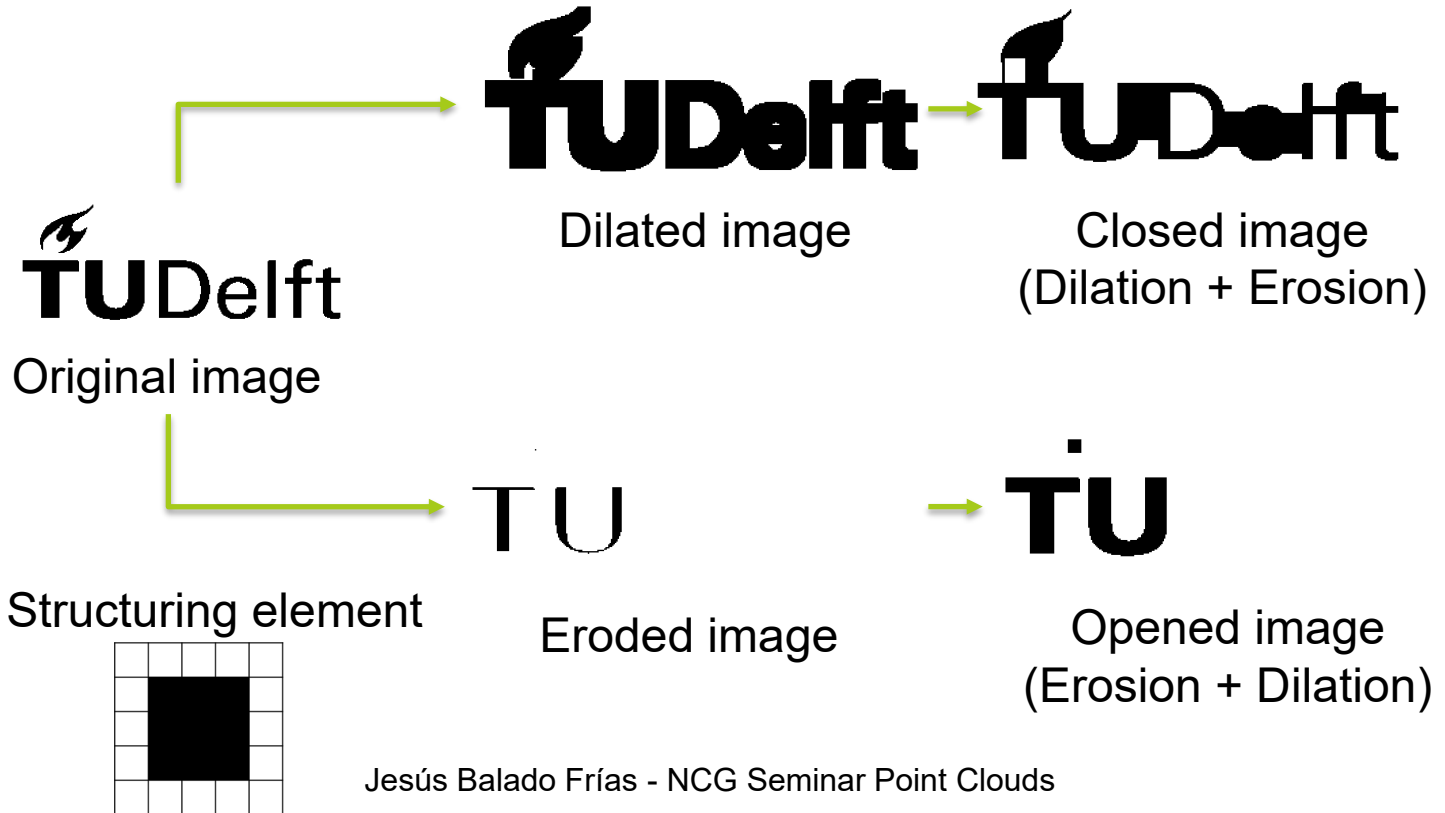 TUDelft
Original image
TUDelft
Dilated image
TUDelft
Closed image
(Dilation + Erosion)
TU
Eroded image
TU
Opened image
(Erosion + Dilation)
Structuring element
Jesús Balado Frías - NCG Seminar Point Clouds